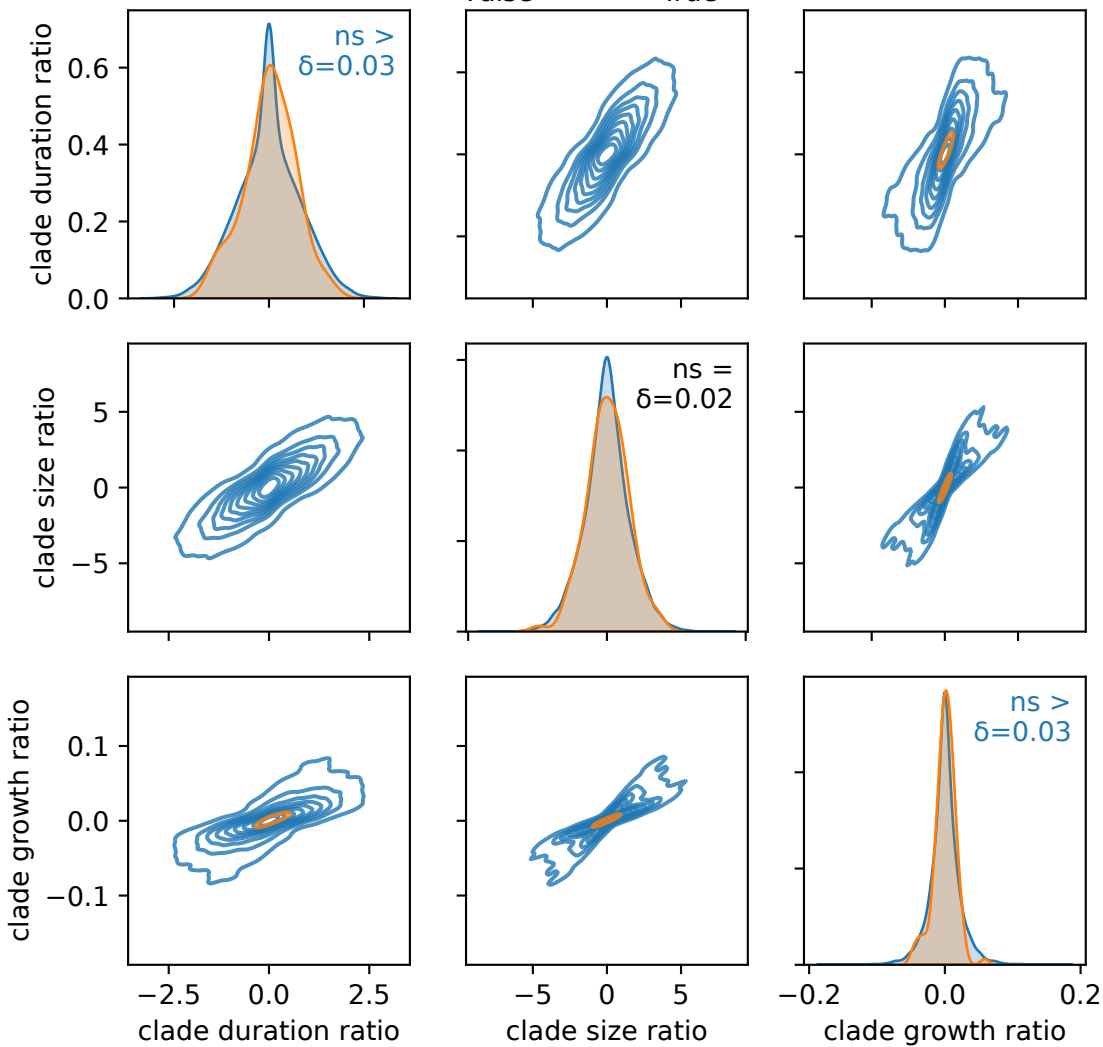 clade duration ratio
0.6
0.4
0.2
0.0
ns >
δ=0.03
−5 0 5
clade size ratio
5
0
−5
ns =
δ=0.02
clade growth ratio
0.1
0.0
−0.1
ns >
δ=0.03
−2.5 0.0 2.5
−5 0 5
−0.2 0.0 0.2
clade duration ratio
clade size ratio
clade growth ratio